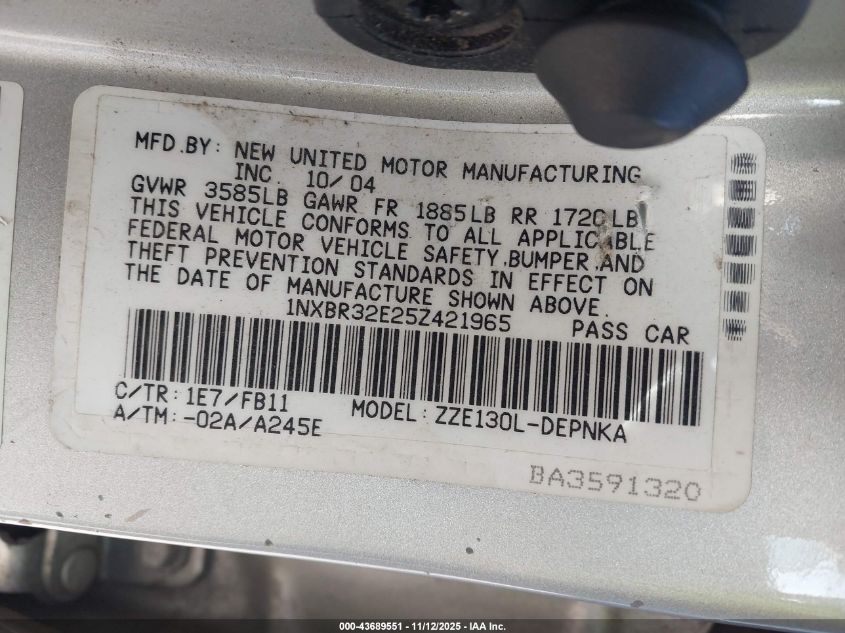 MFD.BY: NEW UNITED MOTOR MANUFACTURING
INC. 10/04
GVWR 3585LB GAWR FR 1885LB RR 1720LB
THIS VEHICLE CONFORMS TO ALL APPLICABLE
FEDERAL MOTOR VEHICLE SAFETY,BUMPER,AND
THEFT PREVENTION STANDARDS IN EFFECT ON
THE DATE OF MANUFACTURE SHOWN ABOVE.
1NXBR32E25Z421965 PASS CAR
C/TR:1E7/FB11 MODEL:ZZE130L-DEPNKA
A/TM:-02A/A245E
BA3591320
000-43689551 | 11/12/2025 - IAA Inc.